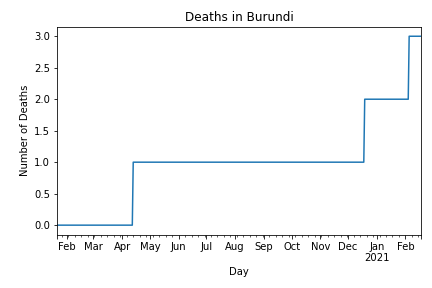 Deaths in Burundi
Number of Deaths
3.0
2.5
2.0
1.5
1.0
0.5
0.0
Feb Mar Apr May Jun Jul Aug Sep Oct Nov Dec Jan Feb
2021
Day